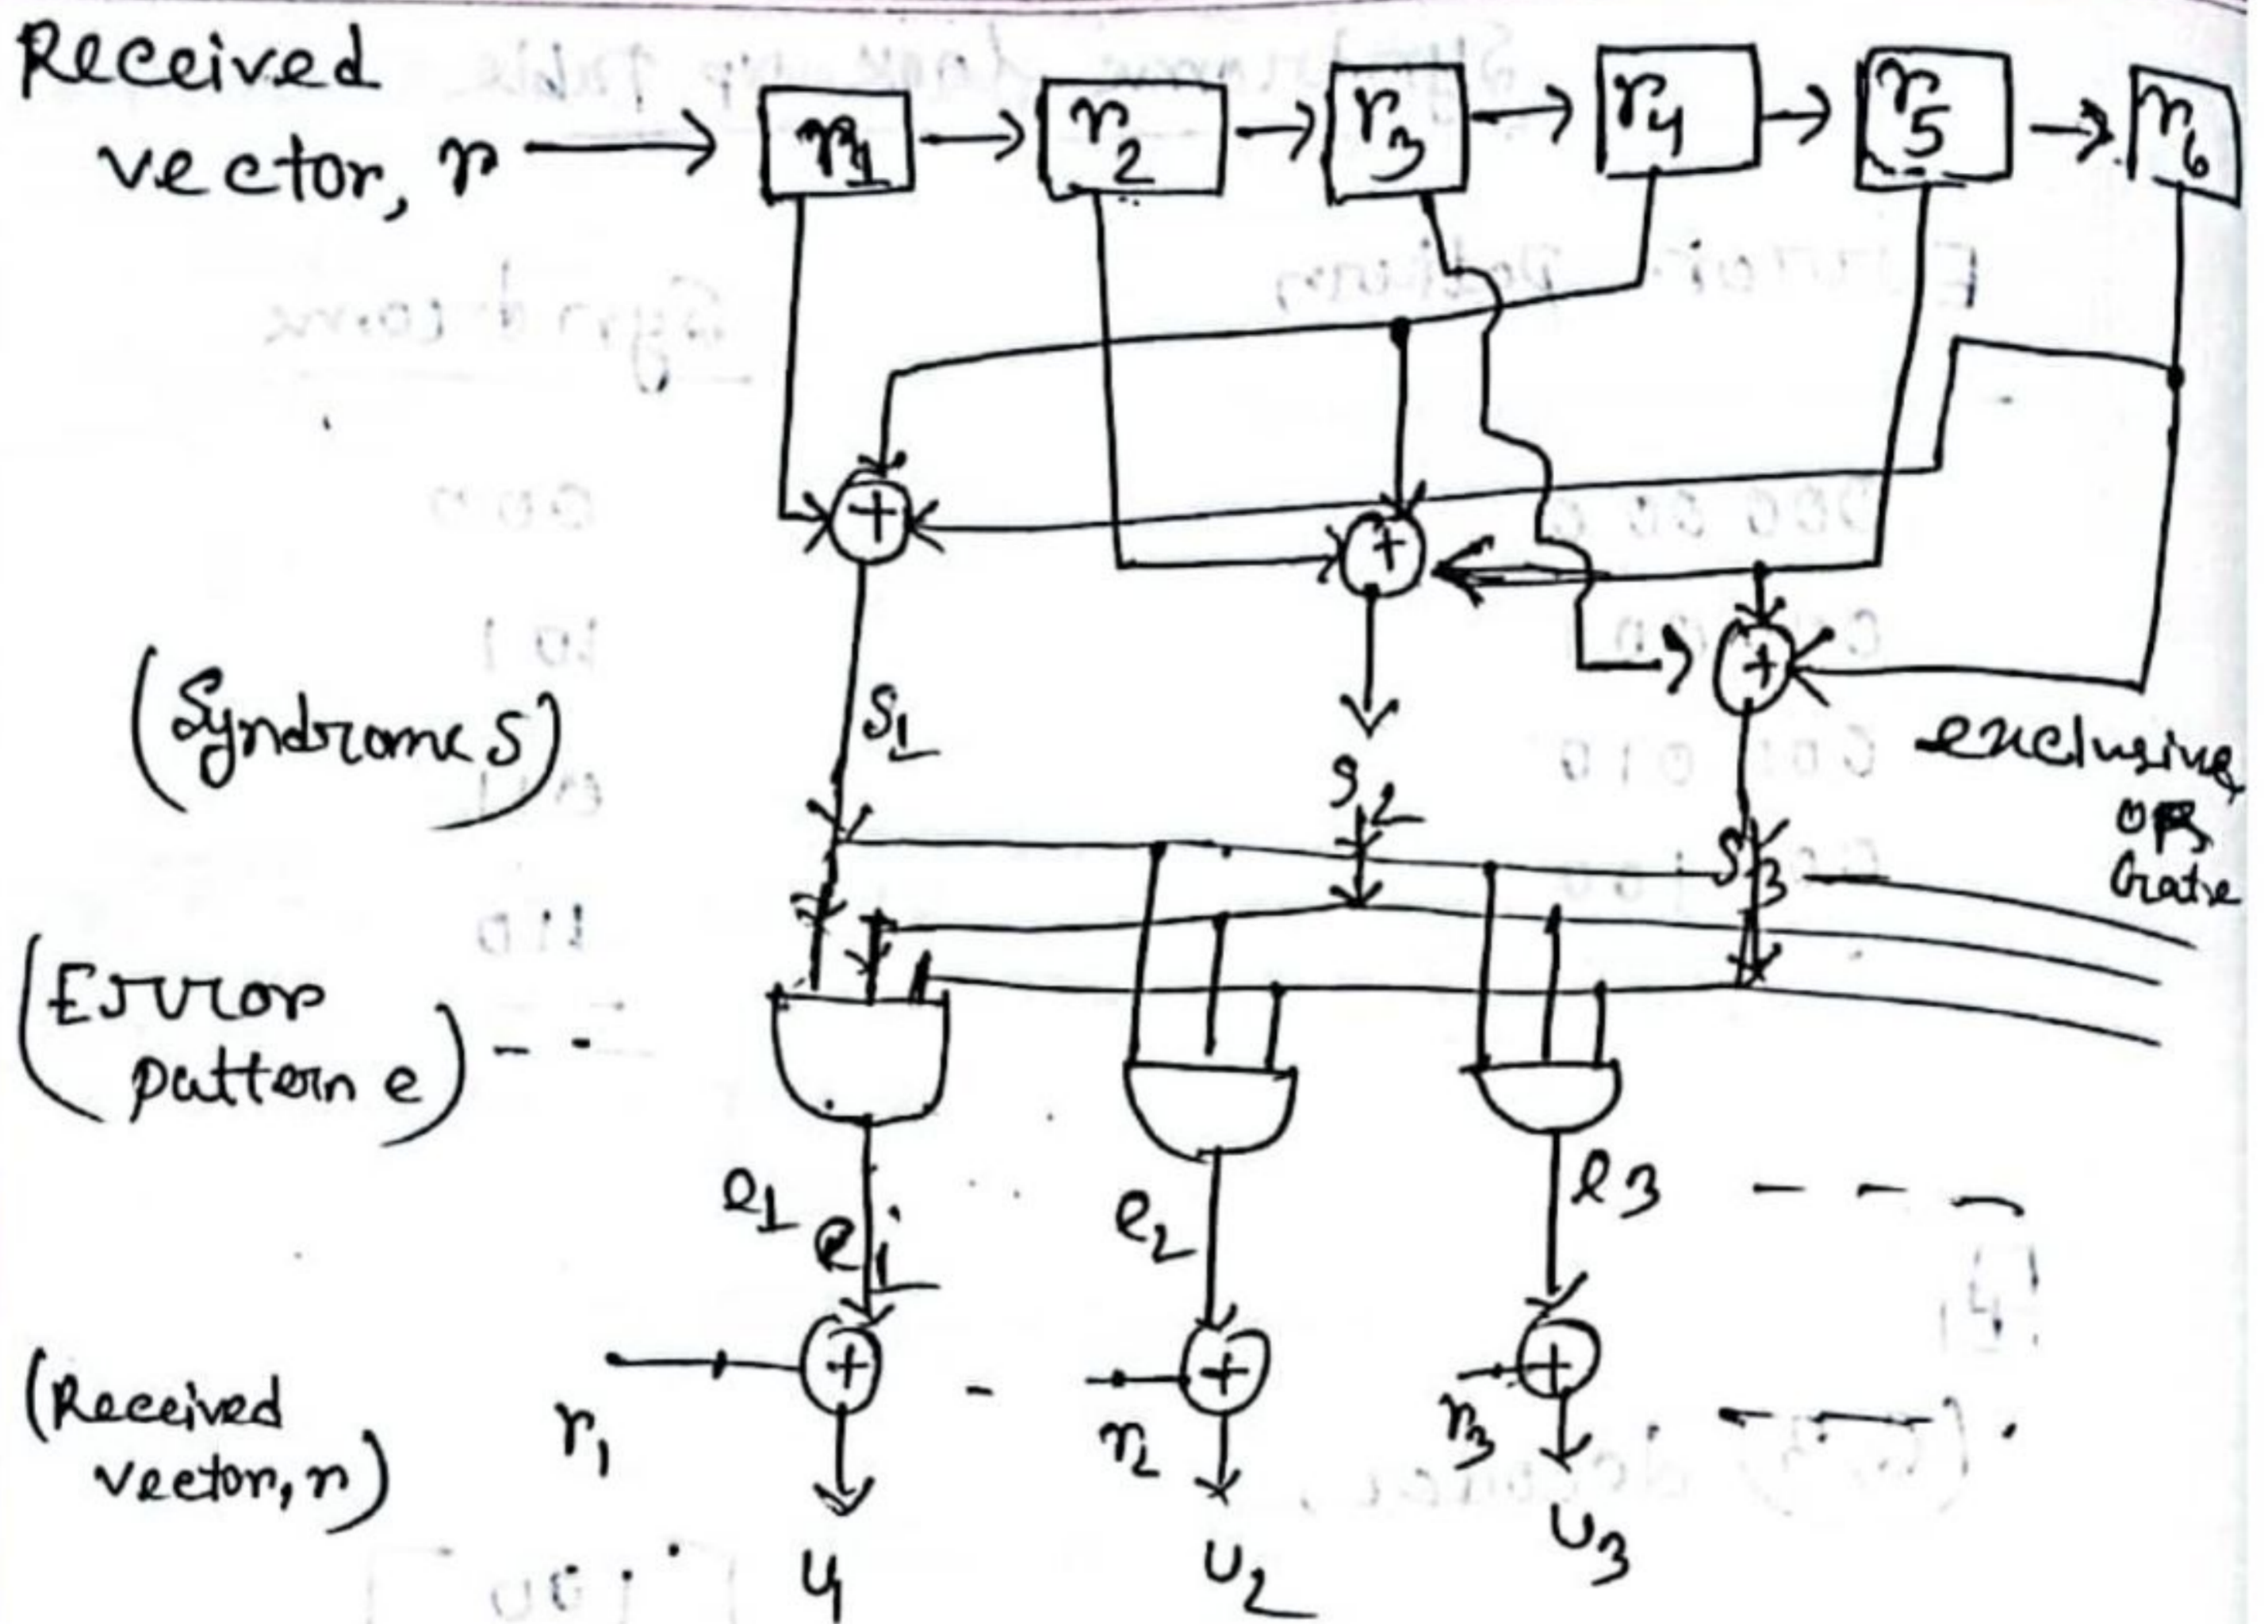 Received
vector, r
r1 r2 r3 r4 r5 r6
+ + +
(Syndrome S)
S1 S2 S3
exclusive
OR
Gate
(Error
pattern e)
e1 e2 e3
+ + +
(Received
vector, r)
r1 r2 r3
u1 u2 u3